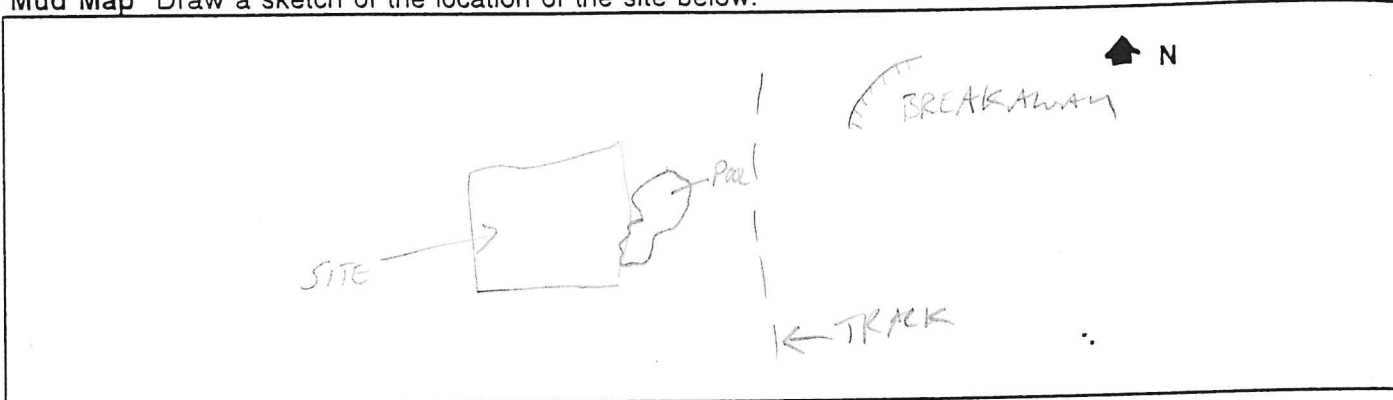 Mud Map Draw a sketch of the location of the site below.
N
BREAKAWAY
Pool
SITE
TRACK